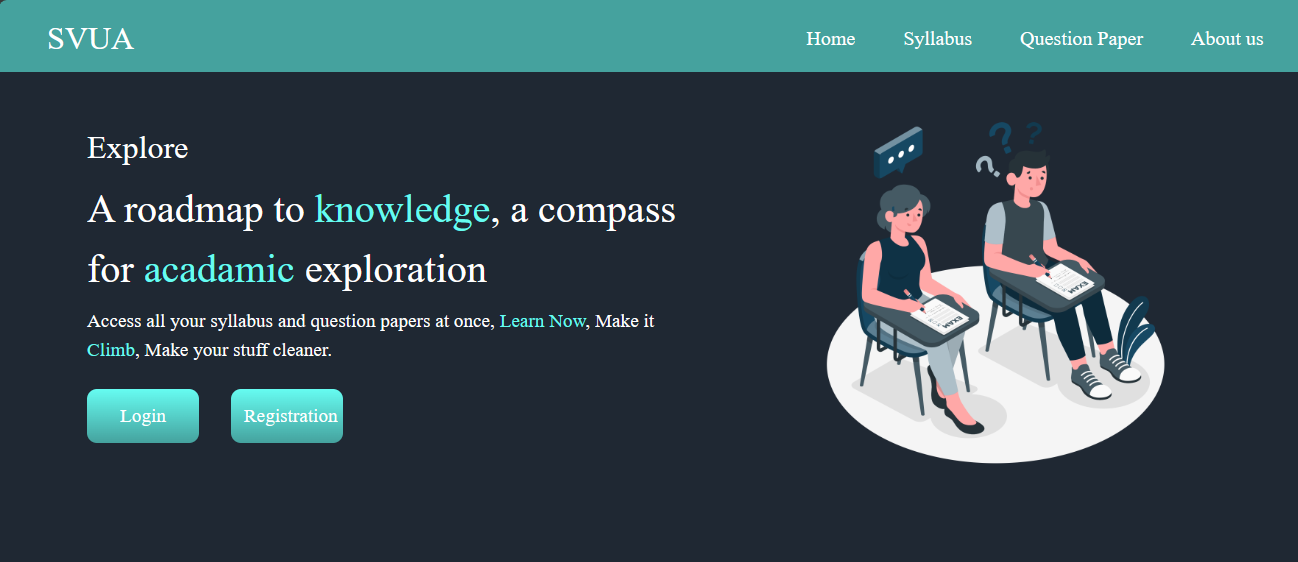 SVUA
Home
Syllabus
Question Paper
About us
Explore
A roadmap to knowledge, a compass
for acadamic exploration
Access all your syllabus and question papers at once, Learn Now, Make it
Climb, Make your stuff cleaner.
Login
Registration
? ? ?
EXAM
EXAM